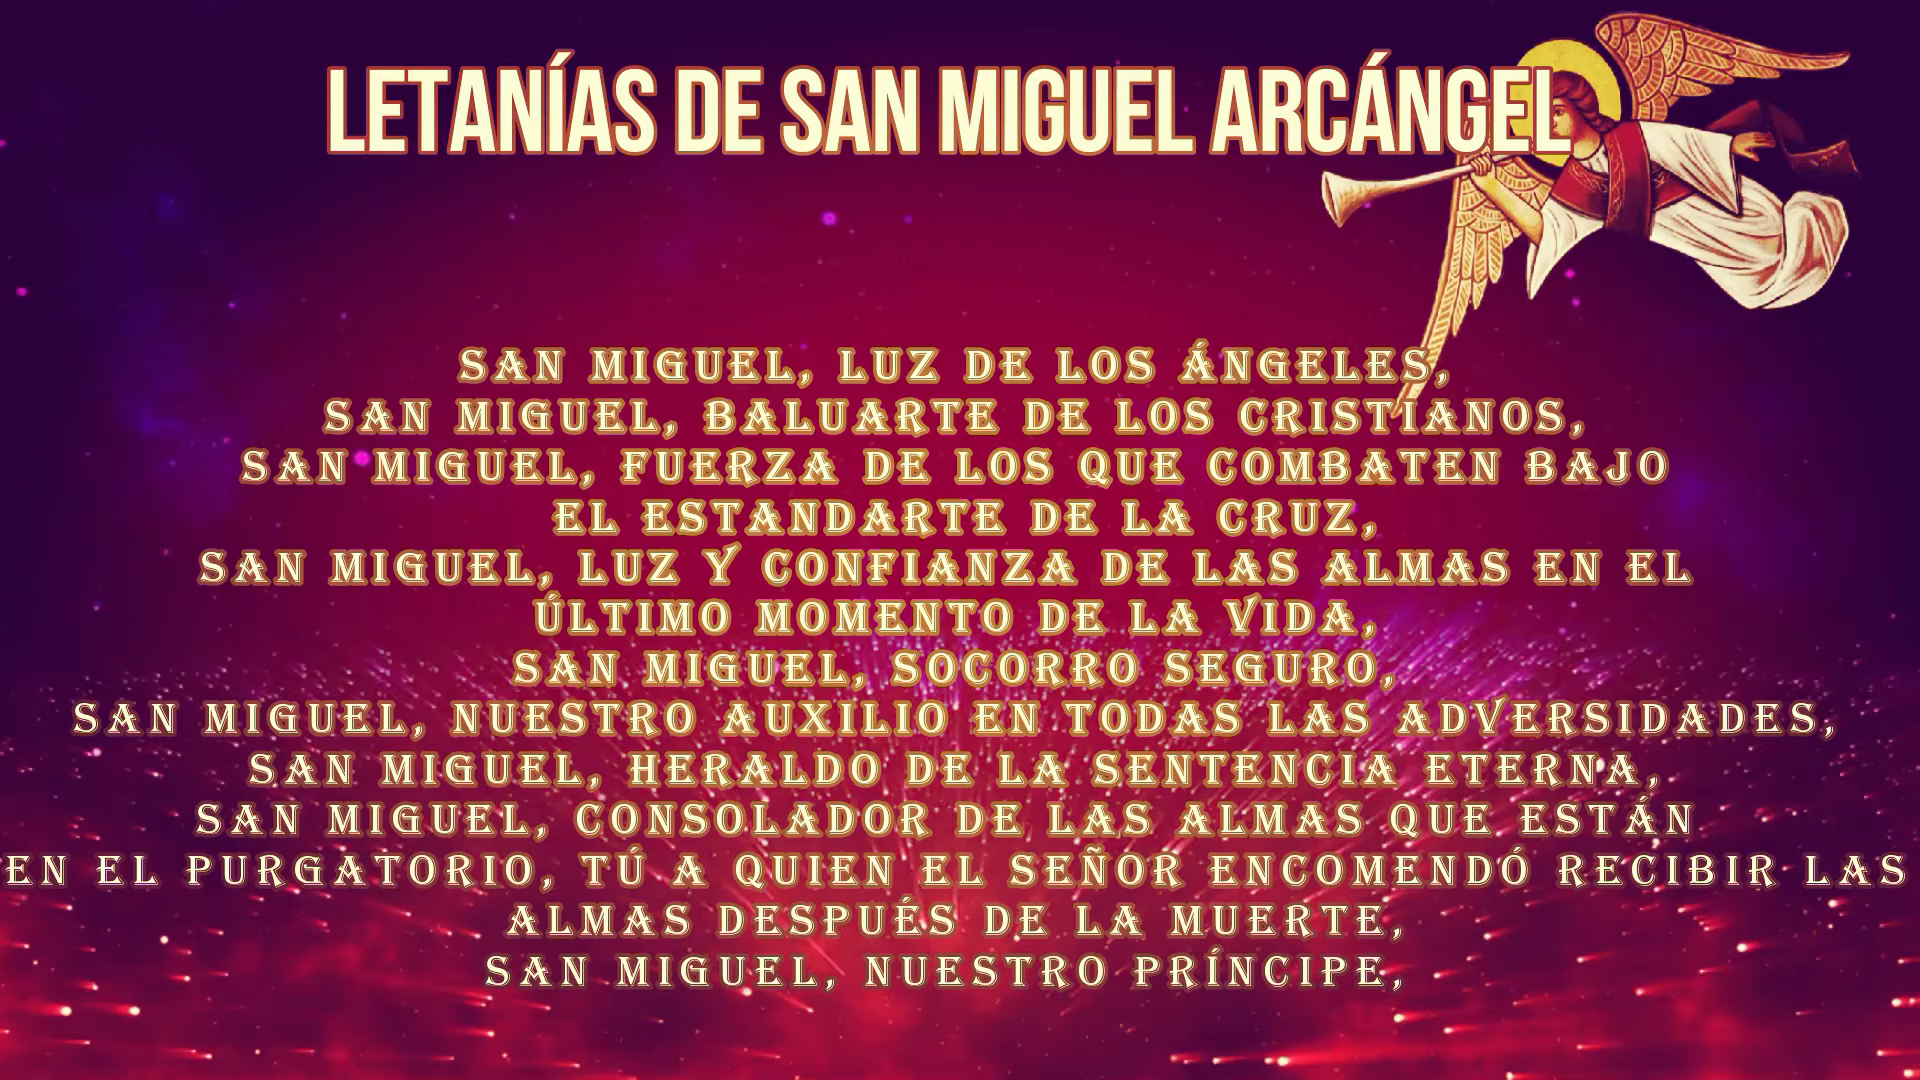 LETANÍAS DE SAN MIGUEL ARCÁNGEL
SAN MIGUEL, LUZ DE LOS ÁNGELES,
SAN MIGUEL, BALUARTE DE LOS CRISTIANOS,
SAN MIGUEL, FUERZA DE LOS QUE COMBATEN BAJO
EL ESTANDARTE DE LA CRUZ,
SAN MIGUEL, LUZ Y CONFIANZA DE LAS ALMAS EN EL
ÚLTIMO MOMENTO DE LA VIDA,
SAN MIGUEL, SOCORRO SEGURO,
SAN MIGUEL, NUESTRO AUXILIO EN TODAS LAS ADVERSIDADES,
SAN MIGUEL, HERALDO DE LA SENTENCIA ETERNA,
SAN MIGUEL, CONSOLADOR DE LAS ALMAS QUE ESTÁN
EN EL PURGATORIO, TÚ A QUIEN EL SEÑOR ENCOMENDÓ RECIBIR LAS
ALMAS DESPUÉS DE LA MUERTE,
SAN MIGUEL, NUESTRO PRÍNCIPE,